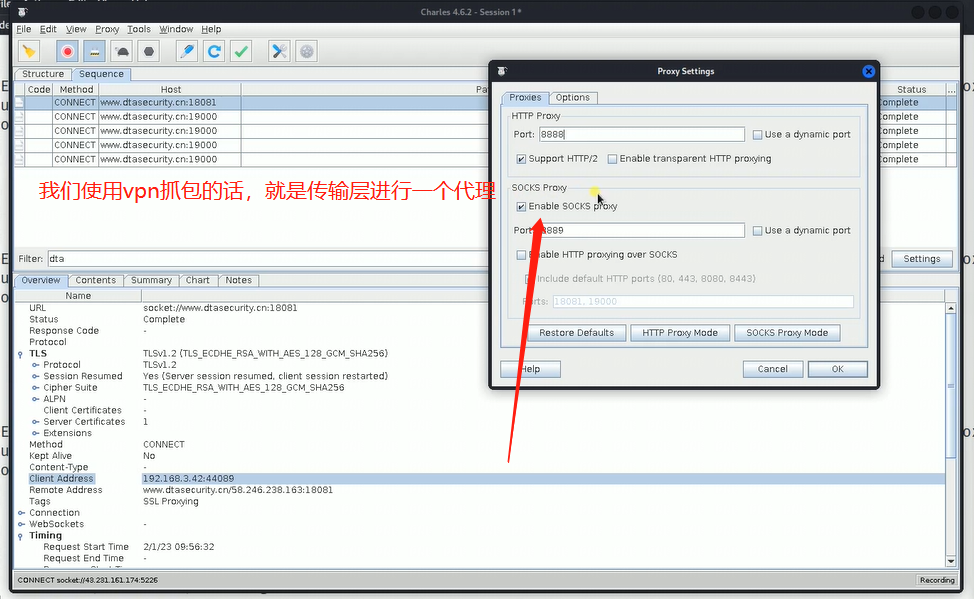 Charles 4.6.2 - Session 1 *
File Edit View Proxy Tools Window Help
Structure Sequence
Code Method Host Pa Status ...
CONNECT www.dtasecurity.cn:18081 Complete
CONNECT www.dtasecurity.cn:19000 Complete
CONNECT www.dtasecurity.cn:19000 Complete
CONNECT www.dtasecurity.cn:19000 Complete
CONNECT www.dtasecurity.cn:19000 Complete
我们使用vpn抓包的话，就是传输层进行一个代理
Filter: dta Settings
Proxy Settings
Proxies Options
HTTP Proxy
Port: 8888 Use a dynamic port
Support HTTP/2 Enable transparent HTTP proxying
SOCKS Proxy
Enable SOCKS proxy
Port: 8889 Use a dynamic port
Enable HTTP proxying over SOCKS
Include default HTTP ports (80, 443, 8080, 8443)
Ports: 18081, 19000
Restore Defaults HTTP Proxy Mode SOCKS Proxy Mode
Help Cancel OK
Overview Contents Summary Chart Notes
Name
URL socket://www.dtasecurity.cn:18081
Status Complete
Response Code -
Protocol
TLS TLSv1.2 (TLS_ECDHE_RSA_WITH_AES_128_GCM_SHA256)
Protocol TLSv1.2
Session Resumed Yes (Server session resumed, client session restarted)
Cipher Suite TLS_ECDHE_RSA_WITH_AES_128_GCM_SHA256
ALPN -
Client Certificates -
Server Certificates 1
Extensions
Method CONNECT
Kept Alive No
Content-Type -
Client Address 192.168.3.42:44089
Remote Address www.dtasecurity.cn/58.246.238.163:18081
Tags SSL Proxying
Connection
WebSockets -
Timing
Request Start Time 2/1/23 09:56:32
Request End Time -
CONNECT socket://43.231.161.174:5226 Recording